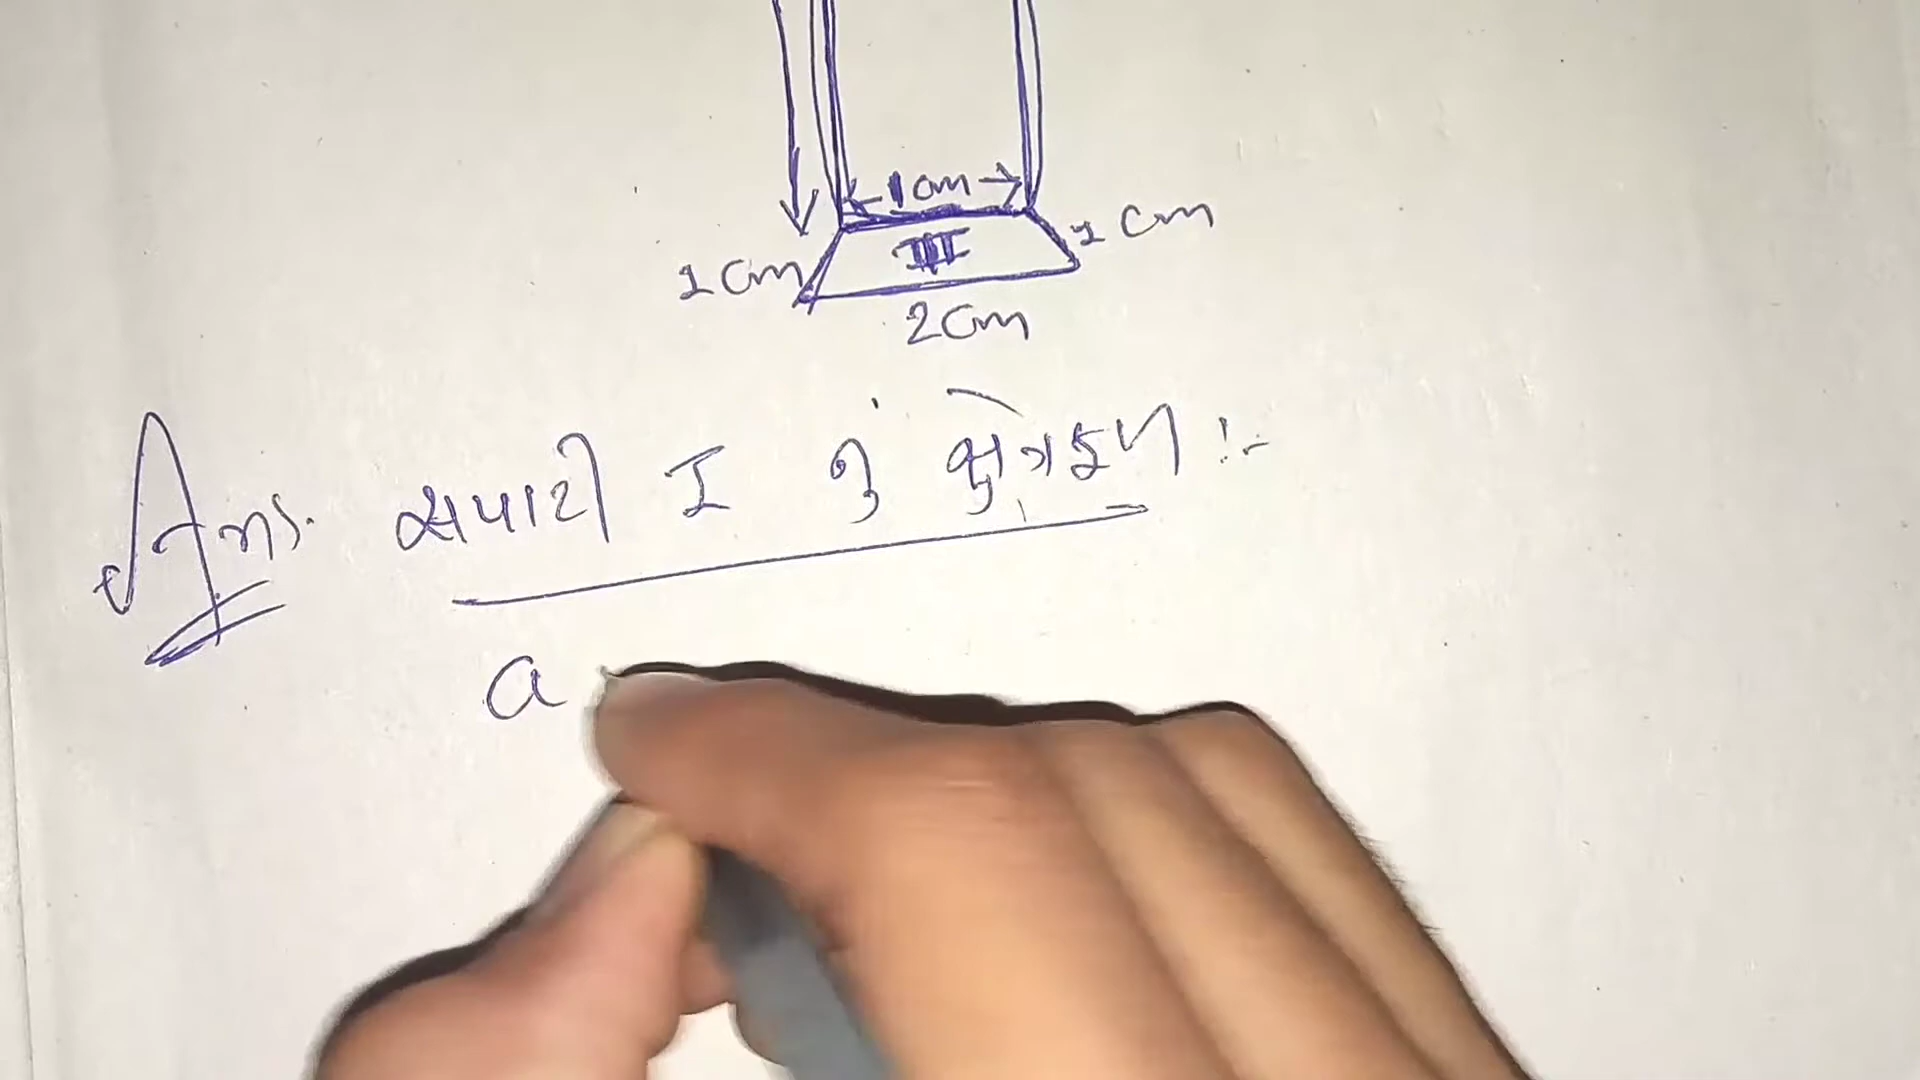 1 cm
III
1 cm
1 cm
2 cm
Ans. સપાટી I નું ક્ષેત્રફળ :-
a